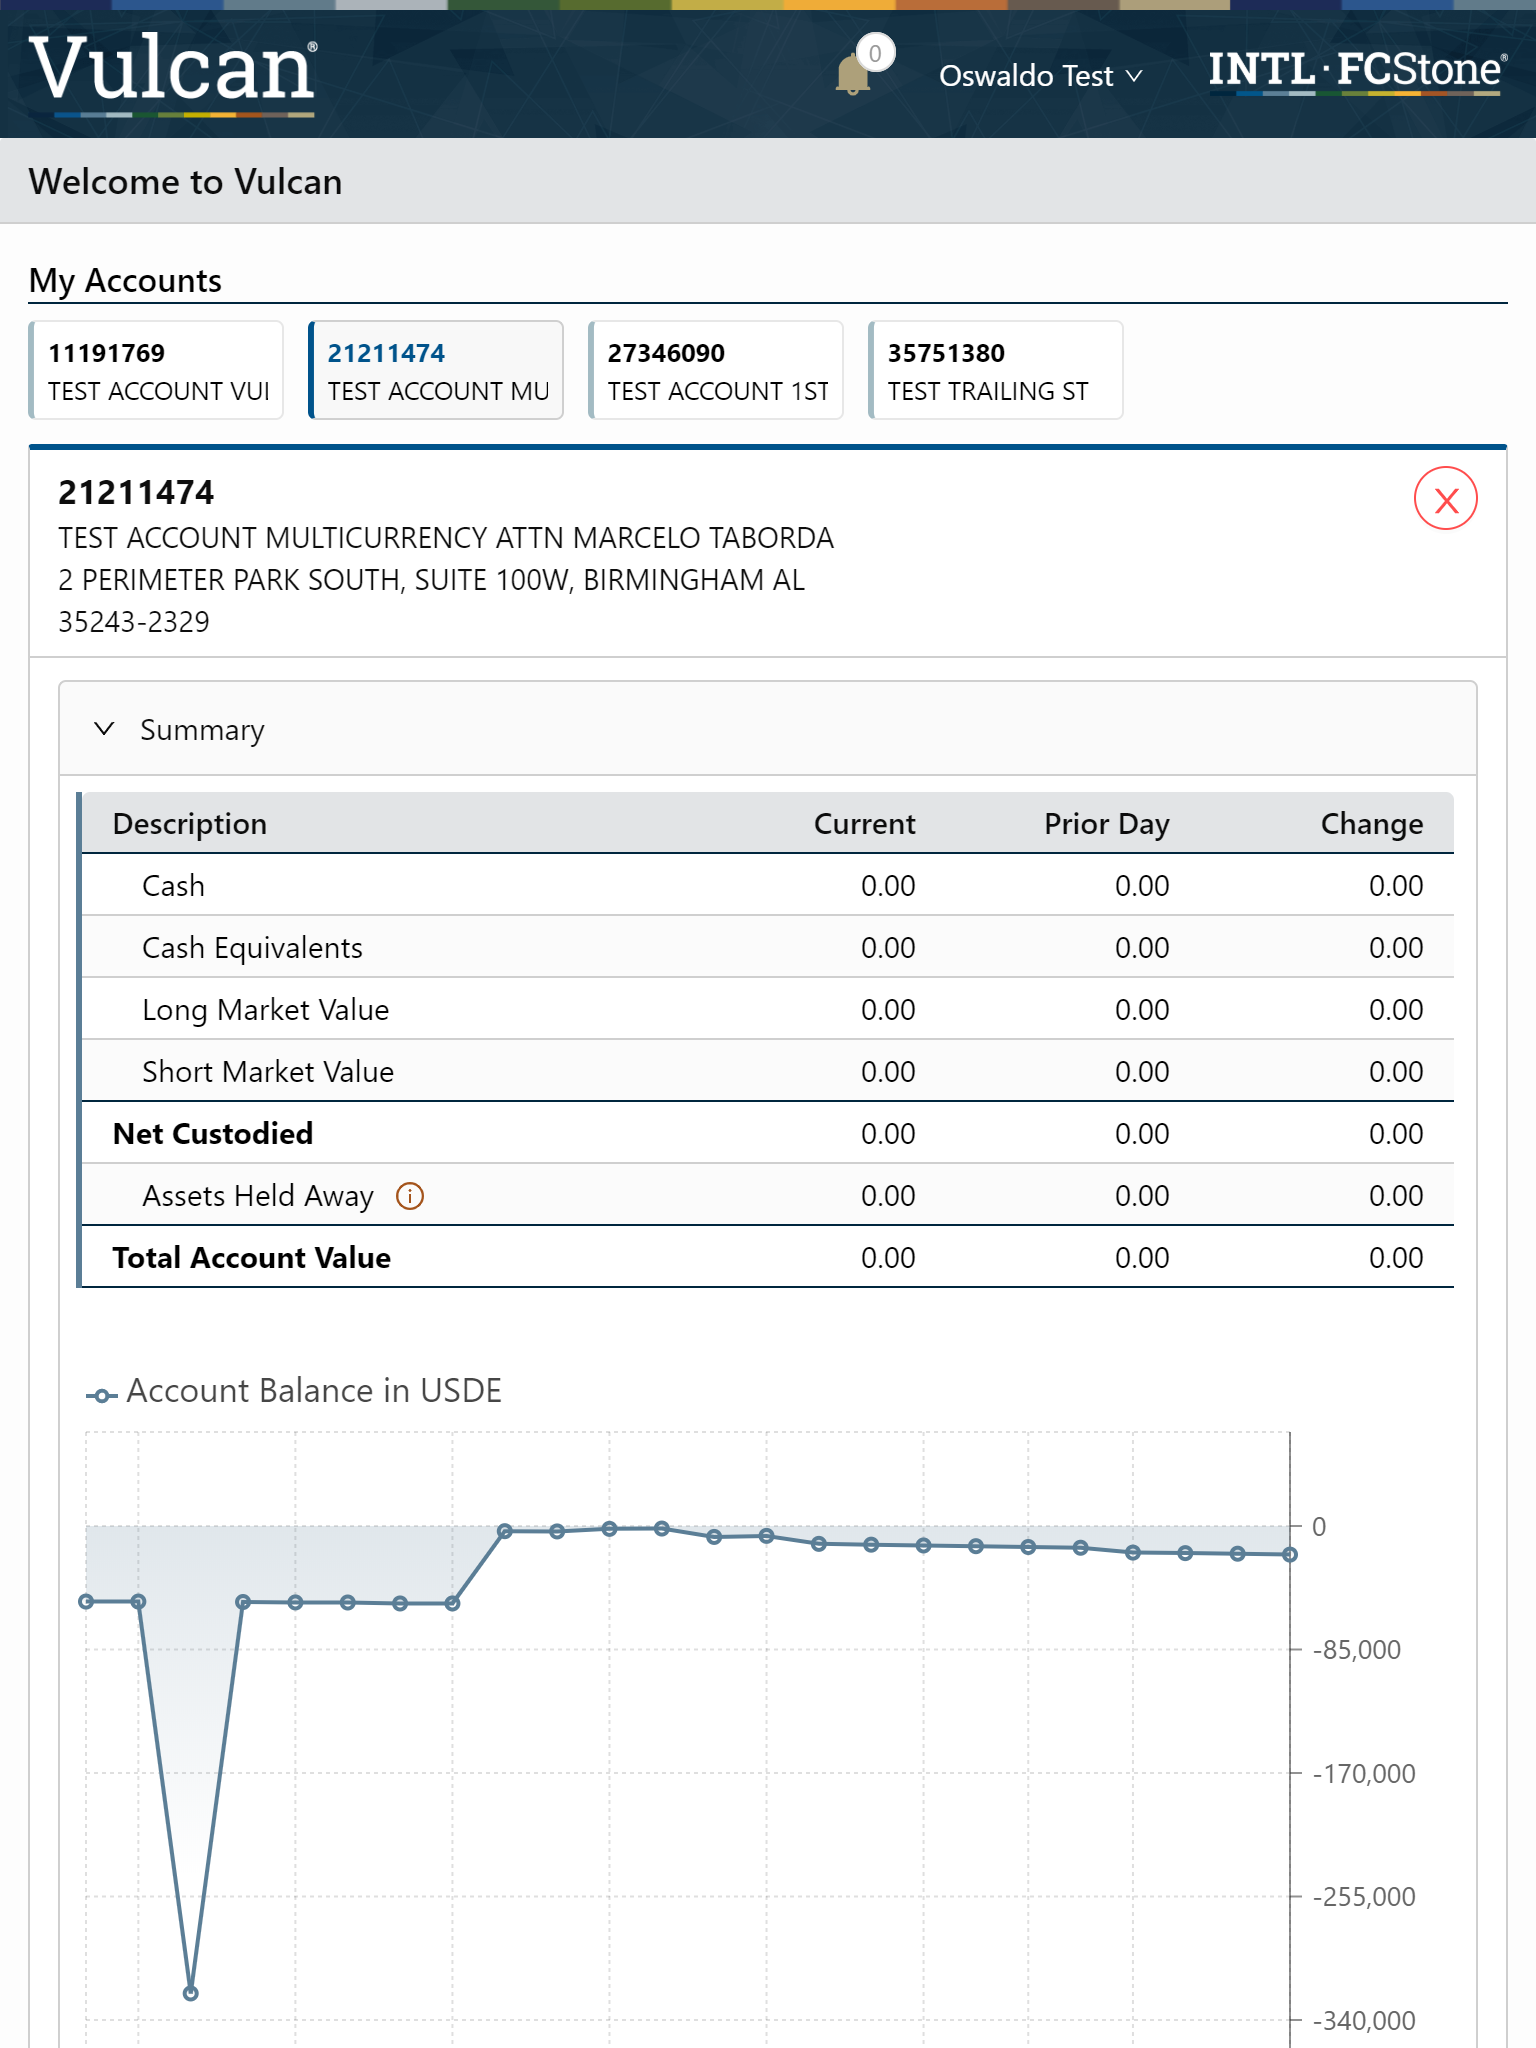 Vulcan®
0
Oswaldo Test
INTL·FCStone®
Welcome to Vulcan
My Accounts
11191769
TEST ACCOUNT VUL
21211474
TEST ACCOUNT MU
27346090
TEST ACCOUNT 1ST
35751380
TEST TRAILING ST
21211474
TEST ACCOUNT MULTICURRENCY ATTN MARCELO TABORDA
2 PERIMETER PARK SOUTH, SUITE 100W, BIRMINGHAM AL
35243-2329
Summary
Description Current Prior Day Change
Cash 0.00 0.00 0.00
Cash Equivalents 0.00 0.00 0.00
Long Market Value 0.00 0.00 0.00
Short Market Value 0.00 0.00 0.00
Net Custodied 0.00 0.00 0.00
Assets Held Away 0.00 0.00 0.00
Total Account Value 0.00 0.00 0.00
Account Balance in USDE
0
-85,000
-170,000
-255,000
-340,000